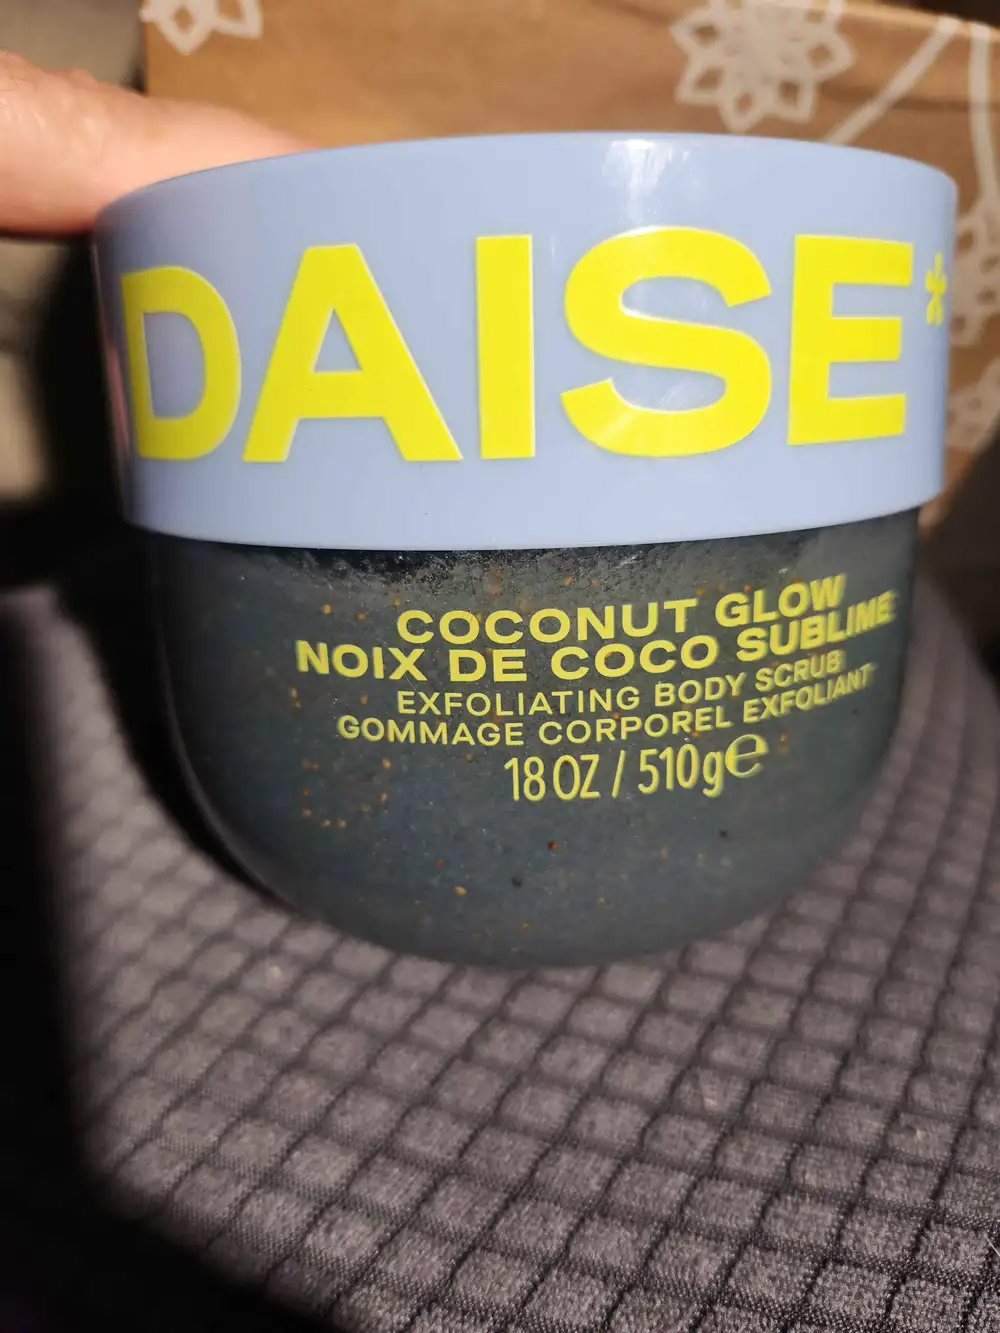 DAISE*
COCONUT GLOW
NOIX DE COCO SUBLIME
EXFOLIATING BODY SCRUB
GOMMAGE CORPOREL EXFOLIANT
18 OZ / 510g℮